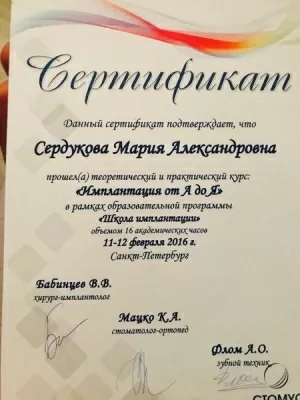 Сертификат
Данный сертификат подтверждает, что
Сердукова Мария Александровна
прошел(а) теоретический и практический курс:
«Имплантация от А до Я»
в рамках образовательной программы
«Школа имплантации»
объемом 16 академических часов
11-12 февраля 2016 г.
Санкт-Петербург
Бабинцев В.В.
хирург-имплантолог
Мацко К.А.
стоматолог-ортопед
Флом А.О.
зубной техник
СТОМУС